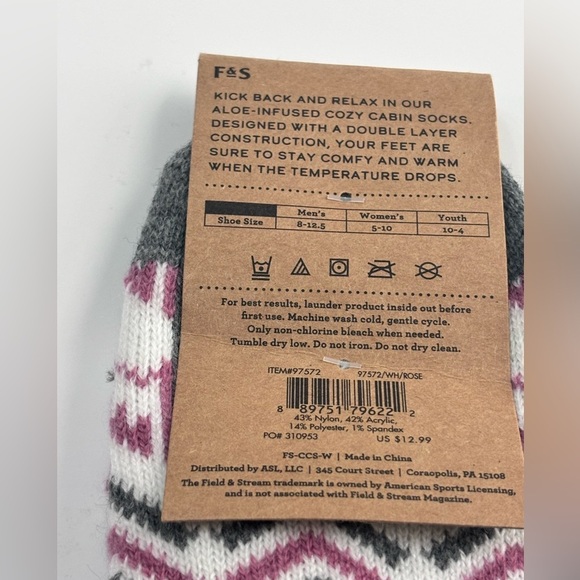 F&S
KICK BACK AND RELAX IN OUR
ALOE-INFUSED COZY CABIN SOCKS.
DESIGNED WITH A DOUBLE LAYER
CONSTRUCTION, YOUR FEET ARE
SURE TO STAY COMFY AND WARM
WHEN THE TEMPERATURE DROPS.
Men's Women's Youth
Shoe Size 8-12.5 5-10 10-4
For best results, launder product inside out before
first use. Machine wash cold, gentle cycle.
Only non-chlorine bleach when needed.
Tumble dry low. Do not iron. Do not dry clean.
ITEM#97572 97572/WH/ROSE
8 89751 79622 2
43% Nylon, 42% Acrylic,
14% Polyester, 1% Spandex
PO# 310953 US $12.99
FS-CCS-W | Made in China
Distributed by ASL, LLC | 345 Court Street | Coraopolis, PA 15108
The Field & Stream trademark is owned by American Sports Licensing,
and is not associated with Field & Stream Magazine.